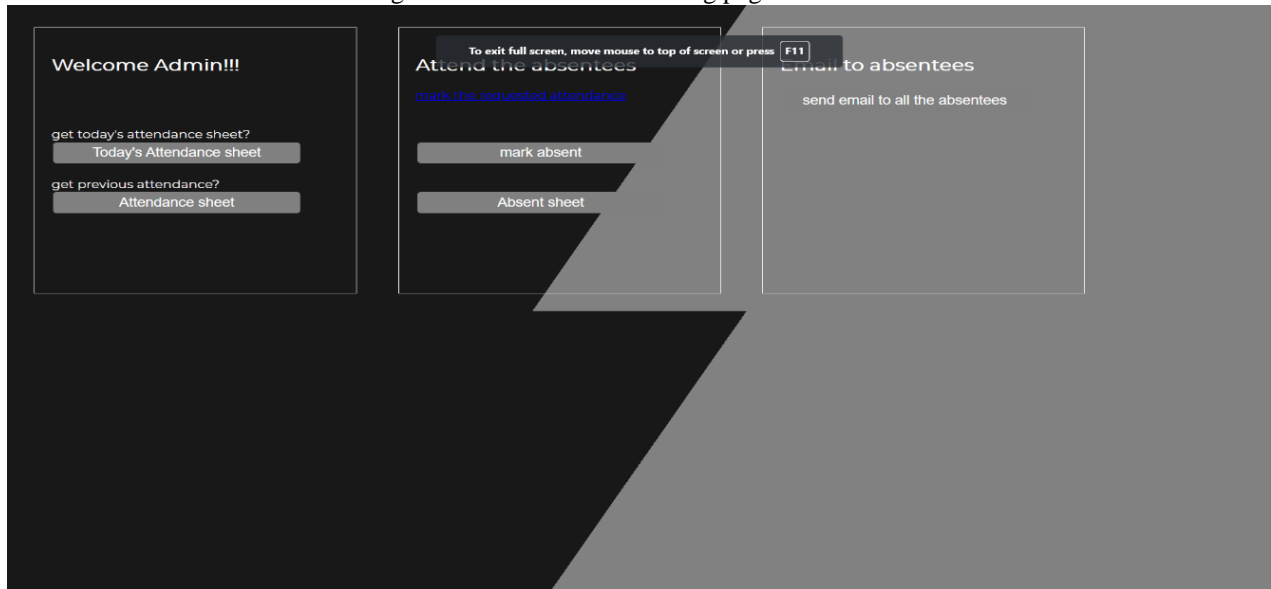 To exit full screen, move mouse to top of screen or press F11
Welcome Admin!!!
get today's attendance sheet?
Today's Attendance sheet
get previous attendance?
Attendance sheet
Attend the absentees
mark the requested attendance
mark absent
Absent sheet
Email to absentees
send email to all the absentees